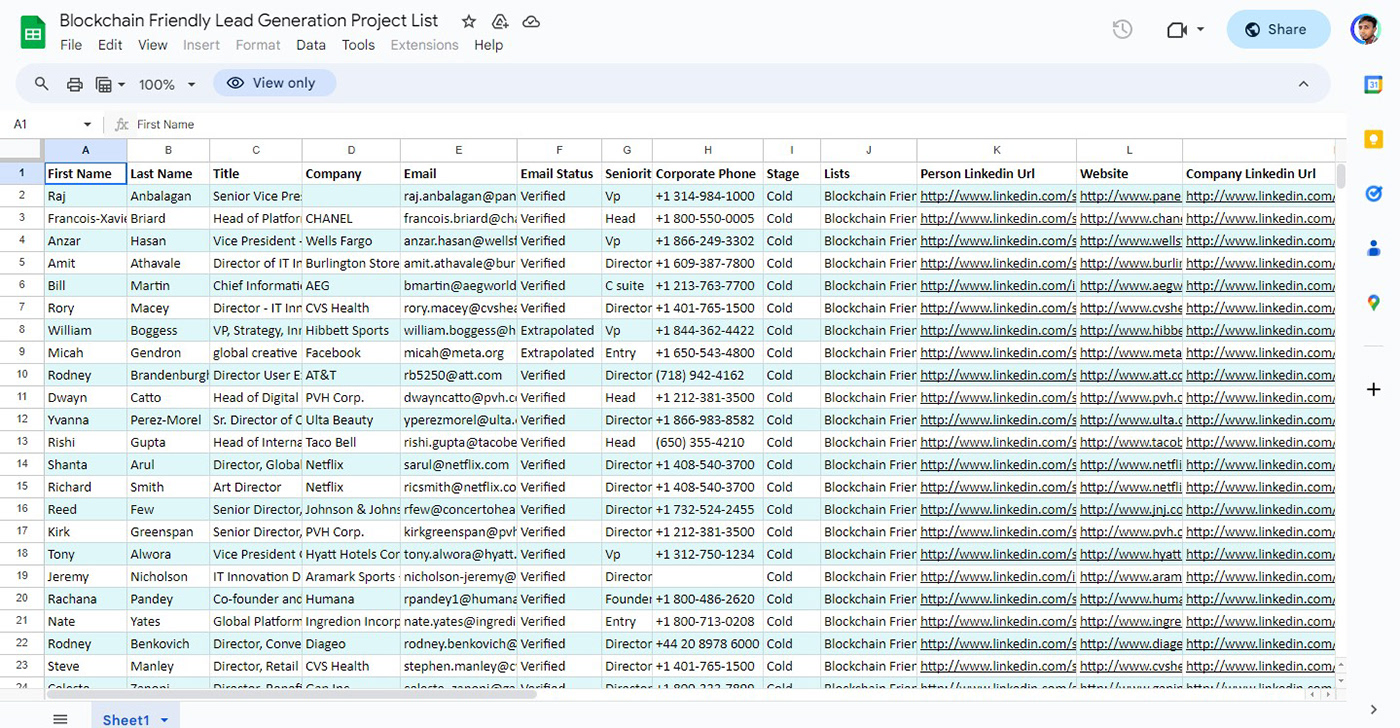 Blockchain Friendly Lead Generation Project List
File Edit View Insert Format Data Tools Extensions Help
Share
100% View only
A1 fx First Name
A B C D E F G H I J K L
1 First Name Last Name Title Company Email Email Status Seniorit Corporate Phone Stage Lists Person Linkedin Url Website Company Linkedin Url
2 Raj Anbalagan Senior Vice Pre raj.anbalagan@pan Verified Vp +1 314-984-1000 Cold Blockchain Frier http://www.linkedin.com/s http://www.pane http://www.linkedin.com/
3 Francois-Xavie Briard Head of Platfor CHANEL francois.briard@cha Verified Head +1 800-550-0005 Cold Blockchain Frier http://www.linkedin.com/s http://www.chan http://www.linkedin.com/
4 Anzar Hasan Vice President - Wells Fargo anzar.hasan@wellsf Verified Vp +1 866-249-3302 Cold Blockchain Frier http://www.linkedin.com/s http://www.wells http://www.linkedin.com/
5 Amit Athavale Director of IT In Burlington Store amit.athavale@bur Verified Director +1 609-387-7800 Cold Blockchain Frier http://www.linkedin.com/s http://www.burlin http://www.linkedin.com/
6 Bill Martin Chief Informati AEG bmartin@aegworld Verified C suite +1 213-763-7700 Cold Blockchain Frier http://www.linkedin.com/i http://www.aegw http://www.linkedin.com/
7 Rory Macey Director - IT Inn CVS Health rory.macey@cvshea Verified Director +1 401-765-1500 Cold Blockchain Frier http://www.linkedin.com/s http://www.cvshe http://www.linkedin.com/
8 William Boggess VP, Strategy, Inn Hibbett Sports william.boggess@h Extrapolated Vp +1 844-362-4422 Cold Blockchain Frier http://www.linkedin.com/s http://www.hibbe http://www.linkedin.com/
9 Micah Gendron global creative Facebook micah@meta.org Extrapolated Entry +1 650-543-4800 Cold Blockchain Frier http://www.linkedin.com/s http://www.meta http://www.linkedin.com/
10 Rodney Brandenburgh Director User E AT&T rb5250@att.com Verified Director (718) 942-4162 Cold Blockchain Frier http://www.linkedin.com/s http://www.att.co http://www.linkedin.com/
11 Dwayn Catto Head of Digital PVH Corp. dwayncatto@pvh.c Verified Head +1 212-381-3500 Cold Blockchain Frier http://www.linkedin.com/s http://www.pvh.c http://www.linkedin.com/
12 Yvanna Perez-Morel Sr. Director of C Ulta Beauty yperezmorel@ulta. Verified Director +1 866-983-8582 Cold Blockchain Frier http://www.linkedin.com/s http://www.ulta.c http://www.linkedin.com/
13 Rishi Gupta Head of Interna Taco Bell rishi.gupta@tacobe Verified Head (650) 355-4210 Cold Blockchain Frier http://www.linkedin.com/s http://www.tacob http://www.linkedin.com/
14 Shanta Arul Director, Global Netflix sarul@netflix.com Verified Director +1 408-540-3700 Cold Blockchain Frier http://www.linkedin.com/s http://www.netfli http://www.linkedin.com/
15 Richard Smith Art Director Netflix ricsmith@netflix.co Verified Director +1 408-540-3700 Cold Blockchain Frier http://www.linkedin.com/s http://www.netfli http://www.linkedin.com/
16 Reed Few Senior Director, Johnson & Johns rfew@concertohea Verified Director +1 732-524-2455 Cold Blockchain Frier http://www.linkedin.com/s http://www.jnj.cc http://www.linkedin.com/
17 Kirk Greenspan Senior Director, PVH Corp. kirkgreenspan@pvh Verified Director +1 212-381-3500 Cold Blockchain Frier http://www.linkedin.com/s http://www.pvh.c http://www.linkedin.com/
18 Tony Alwora Vice President C Hyatt Hotels Cor tony.alwora@hyatt. Verified Vp +1 312-750-1234 Cold Blockchain Frier http://www.linkedin.com/s http://www.hyatt http://www.linkedin.com/
19 Jeremy Nicholson IT Innovation D Aramark Sports nicholson-jeremy@ Verified Director Cold Blockchain Frier http://www.linkedin.com/i http://www.aram http://www.linkedin.com/
20 Rachana Pandey Co-founder and Humana rpandey1@humana Verified Founder +1 800-486-2620 Cold Blockchain Frier http://www.linkedin.com/s http://www.huma http://www.linkedin.com/
21 Nate Yates Global Platform Ingredion Incorp nate.yates@ingredi Verified Entry +1 800-713-0208 Cold Blockchain Frier http://www.linkedin.com/s http://www.ingre http://www.linkedin.com/
22 Rodney Benkovich Director, Conve Diageo rodney.benkovich@ Verified Director +44 20 8978 6000 Cold Blockchain Frier http://www.linkedin.com/s http://www.diage http://www.linkedin.com/
23 Steve Manley Director, Retail CVS Health stephen.manley@c Verified Director +1 401-765-1500 Cold Blockchain Frier http://www.linkedin.com/s http://www.cvshe http://www.linkedin.com/
Sheet1